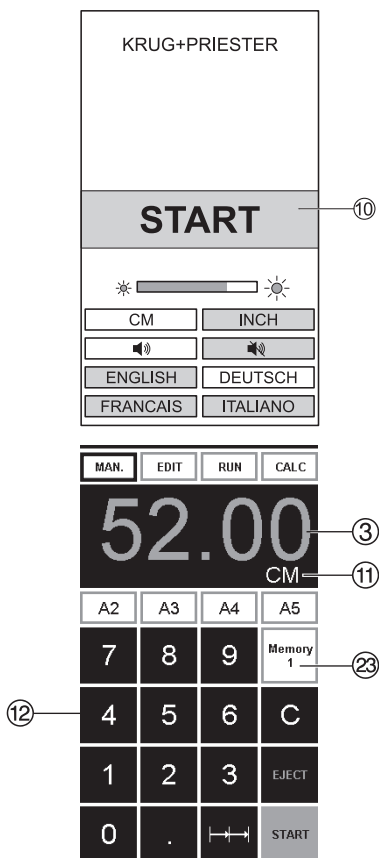 KRUG+PRIESTER
START
⑩
CM INCH
ENGLISH DEUTSCH
FRANCAIS ITALIANO
MAN. EDIT RUN CALC
52.00
③
CM
⑪
A2 A3 A4 A5
7 8 9 Memory
1
㉓
⑫
4 5 6 C
1 2 3 EJECT
0 . START